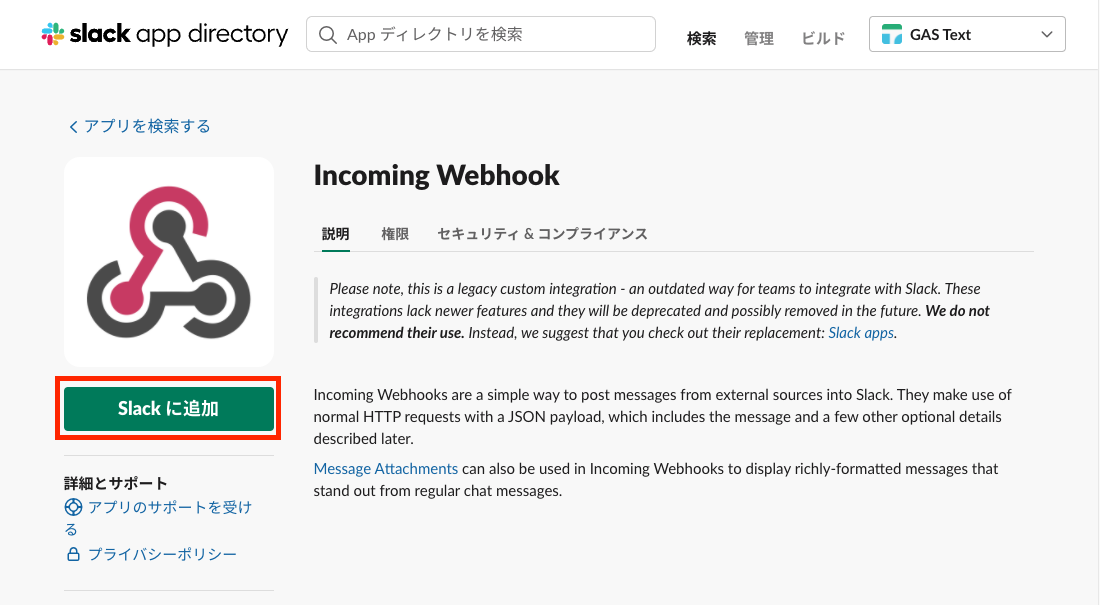 slack app directory
App ディレクトリを検索
検索
管理
ビルド
GAS Text
アプリを検索する
Incoming Webhook
説明
権限
セキュリティ & コンプライアンス
Please note, this is a legacy custom integration - an outdated way for teams to integrate with Slack. These
integrations lack newer features and they will be deprecated and possibly removed in the future. We do not
recommend their use. Instead, we suggest that you check out their replacement: Slack apps.
Slack に追加
Incoming Webhooks are a simple way to post messages from external sources into Slack. They make use of
normal HTTP requests with a JSON payload, which includes the message and a few other optional details
described later.
Message Attachments can also be used in Incoming Webhooks to display richly-formatted messages that
stand out from regular chat messages.
詳細とサポート
アプリのサポートを受け
る
プライバシーポリシー